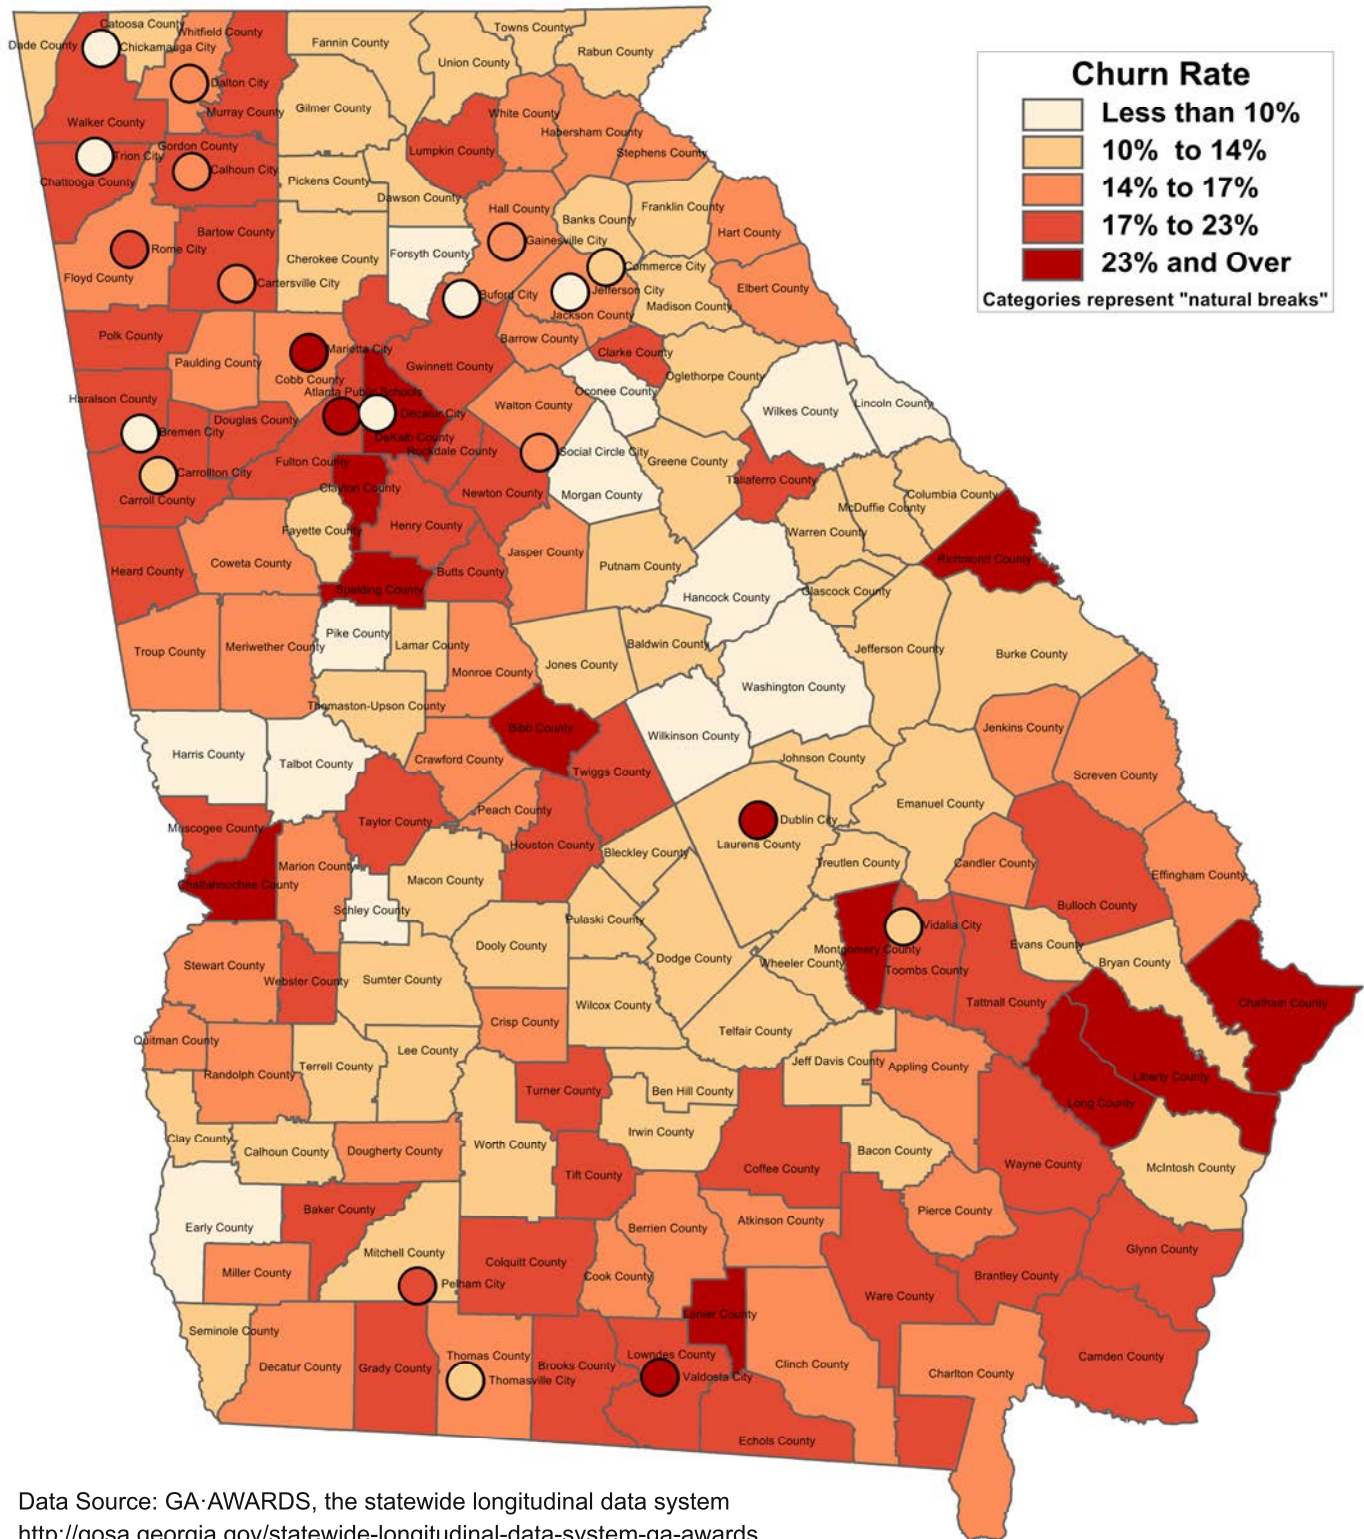 Churn Rate
Less than 10%
10% to 14%
14% to 17%
17% to 23%
23% and Over
Categories represent "natural breaks"
Dade County
Catoosa County
Chickamauga City
Whitfield County
Dalton City
Murray County
Walker County
Fannin County
Gilmer County
Union County
Towns County
Rabun County
White County
Habersham County
Stephens County
Lumpkin County
Trion City
Chattooga County
Gordon County
Calhoun City
Pickens County
Dawson County
Hall County
Gainesville City
Banks County
Franklin County
Hart County
Bartow County
Rome City
Floyd County
Cartersville City
Cherokee County
Forsyth County
Buford City
Commerce City
Jefferson City
Jackson County
Madison County
Elbert County
Polk County
Paulding County
Marietta City
Cobb County
Atlanta Public Schools
Gwinnett County
Barrow County
Clarke County
Oconee County
Oglethorpe County
Wilkes County
Lincoln County
Haralson County
Bremen City
Douglas County
Decatur City
DeKalb County
Rockdale County
Walton County
Social Circle City
Morgan County
Greene County
Taliaferro County
Carrollton City
Carroll County
Fulton County
Clayton County
Newton County
Fayette County
Henry County
McDuffie County
Columbia County
Warren County
Richmond County
Heard County
Coweta County
Spalding County
Butts County
Jasper County
Putnam County
Hancock County
Glascock County
Troup County
Meriwether County
Pike County
Lamar County
Monroe County
Jones County
Baldwin County
Washington County
Jefferson County
Burke County
Thomaston-Upson County
Harris County
Talbot County
Crawford County
Bibb County
Twiggs County
Wilkinson County
Johnson County
Jenkins County
Screven County
Muscogee County
Taylor County
Peach County
Houston County
Bleckley County
Dublin City
Laurens County
Emanuel County
Treutlen County
Candler County
Bulloch County
Effingham County
Chattahoochee County
Marion County
Macon County
Schley County
Pulaski County
Dooly County
Dodge County
Wheeler County
Montgomery County
Vidalia City
Toombs County
Evans County
Bryan County
Chatham County
Stewart County
Webster County
Sumter County
Crisp County
Wilcox County
Telfair County
Tattnall County
Quitman County
Randolph County
Terrell County
Lee County
Turner County
Ben Hill County
Jeff Davis County
Appling County
Liberty County
Long County
Clay County
Calhoun County
Dougherty County
Worth County
Irwin County
Tift County
Coffee County
Bacon County
Wayne County
McIntosh County
Early County
Baker County
Mitchell County
Miller County
Pelham City
Colquitt County
Cook County
Berrien County
Atkinson County
Pierce County
Brantley County
Glynn County
Ware County
Lanier County
Seminole County
Decatur County
Grady County
Thomas County
Thomasville City
Brooks County
Lowndes County
Valdosta City
Clinch County
Charlton County
Camden County
Echols County
Data Source: GA·AWARDS, the statewide longitudinal data system
http://gosa.georgia.gov/statewide-longitudinal-data-system-ga-awards